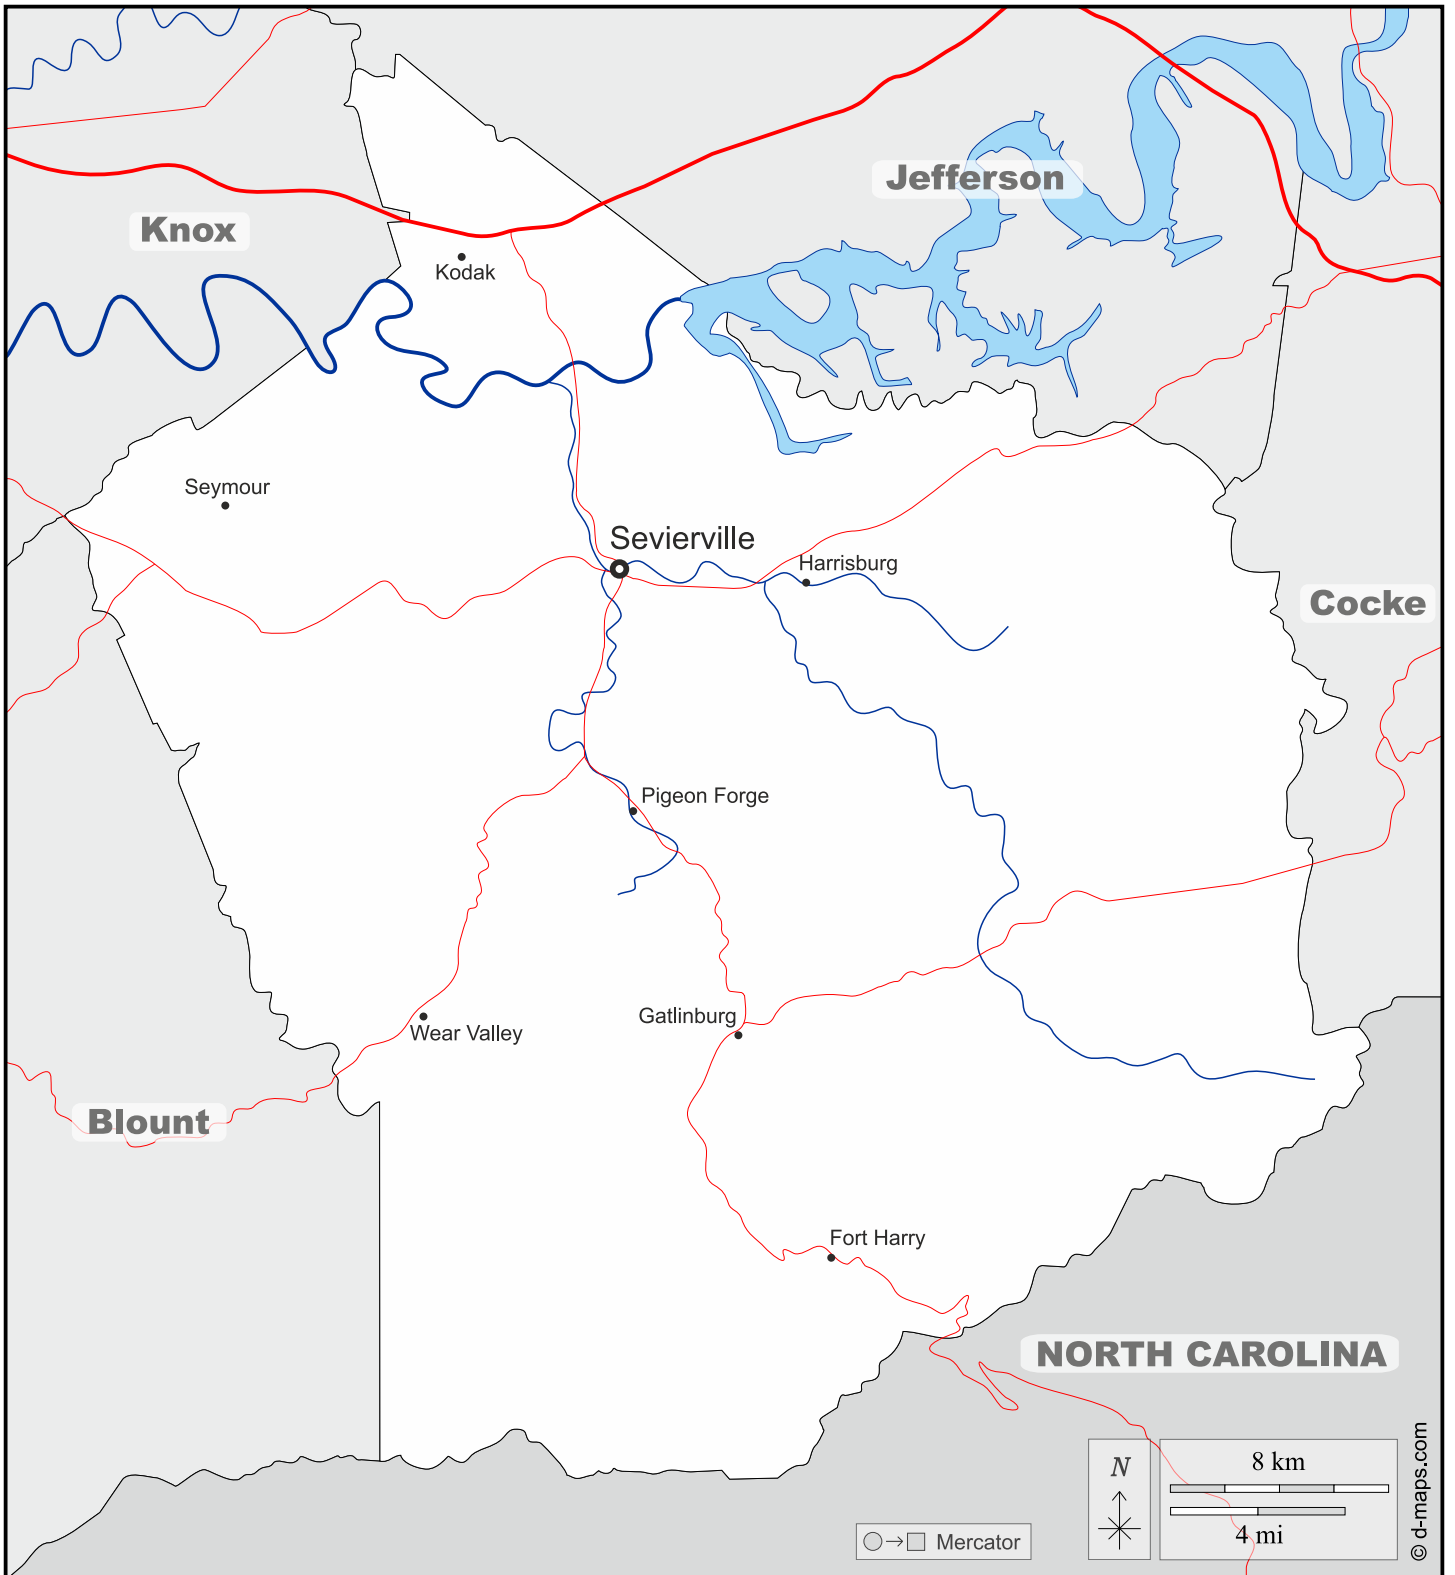 Jefferson
Knox
Kodak
Seymour
Sevierville
Harrisburg
Cocke
Pigeon Forge
Gatlinburg
Wear Valley
Blount
Fort Harry
NORTH CAROLINA
N
8 km
4 mi
Mercator
© d-maps.com